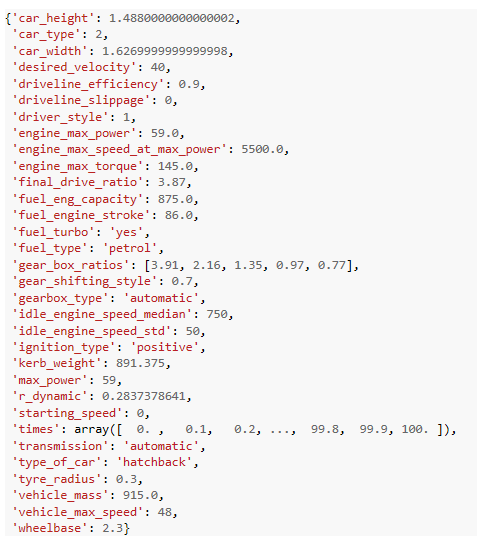 {'car_height': 1.4880000000000002,
'car_type': 2,
'car_width': 1.6269999999999998,
'desired_velocity': 40,
'driveline_efficiency': 0.9,
'driveline_slippage': 0,
'driver_style': 1,
'engine_max_power': 59.0,
'engine_max_speed_at_max_power': 5500.0,
'engine_max_torque': 145.0,
'final_drive_ratio': 3.87,
'fuel_eng_capacity': 875.0,
'fuel_engine_stroke': 86.0,
'fuel_turbo': 'yes',
'fuel_type': 'petrol',
'gear_box_ratios': [3.91, 2.16, 1.35, 0.97, 0.77],
'gear_shifting_style': 0.7,
'gearbox_type': 'automatic',
'idle_engine_speed_median': 750,
'idle_engine_speed_std': 50,
'ignition_type': 'positive',
'kerb_weight': 891.375,
'max_power': 59,
'r_dynamic': 0.2837378641,
'starting_speed': 0,
'times': array([  0. ,   0.1,   0.2, ...,  99.8,  99.9, 100. ]),
'transmission': 'automatic',
'type_of_car': 'hatchback',
'tyre_radius': 0.3,
'vehicle_mass': 915.0,
'vehicle_max_speed': 48,
'wheelbase': 2.3}